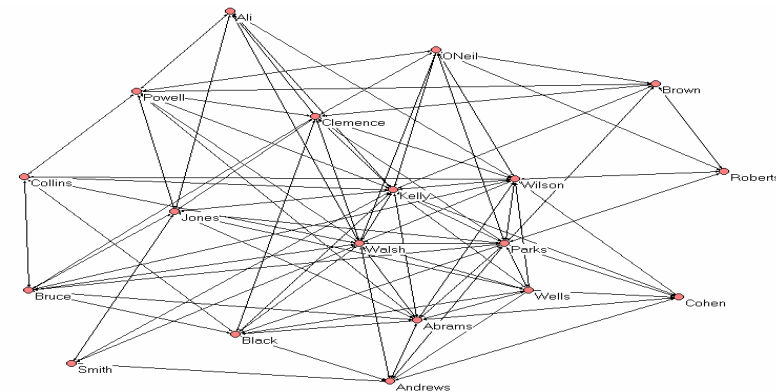 Ali
ONeil
Brown
Powell
Clemence
Roberts
Collins
Wilson
Kelly
Jones
Walsh
Parks
Bruce
Wells
Cohen
Abrams
Black
Smith
Andrews